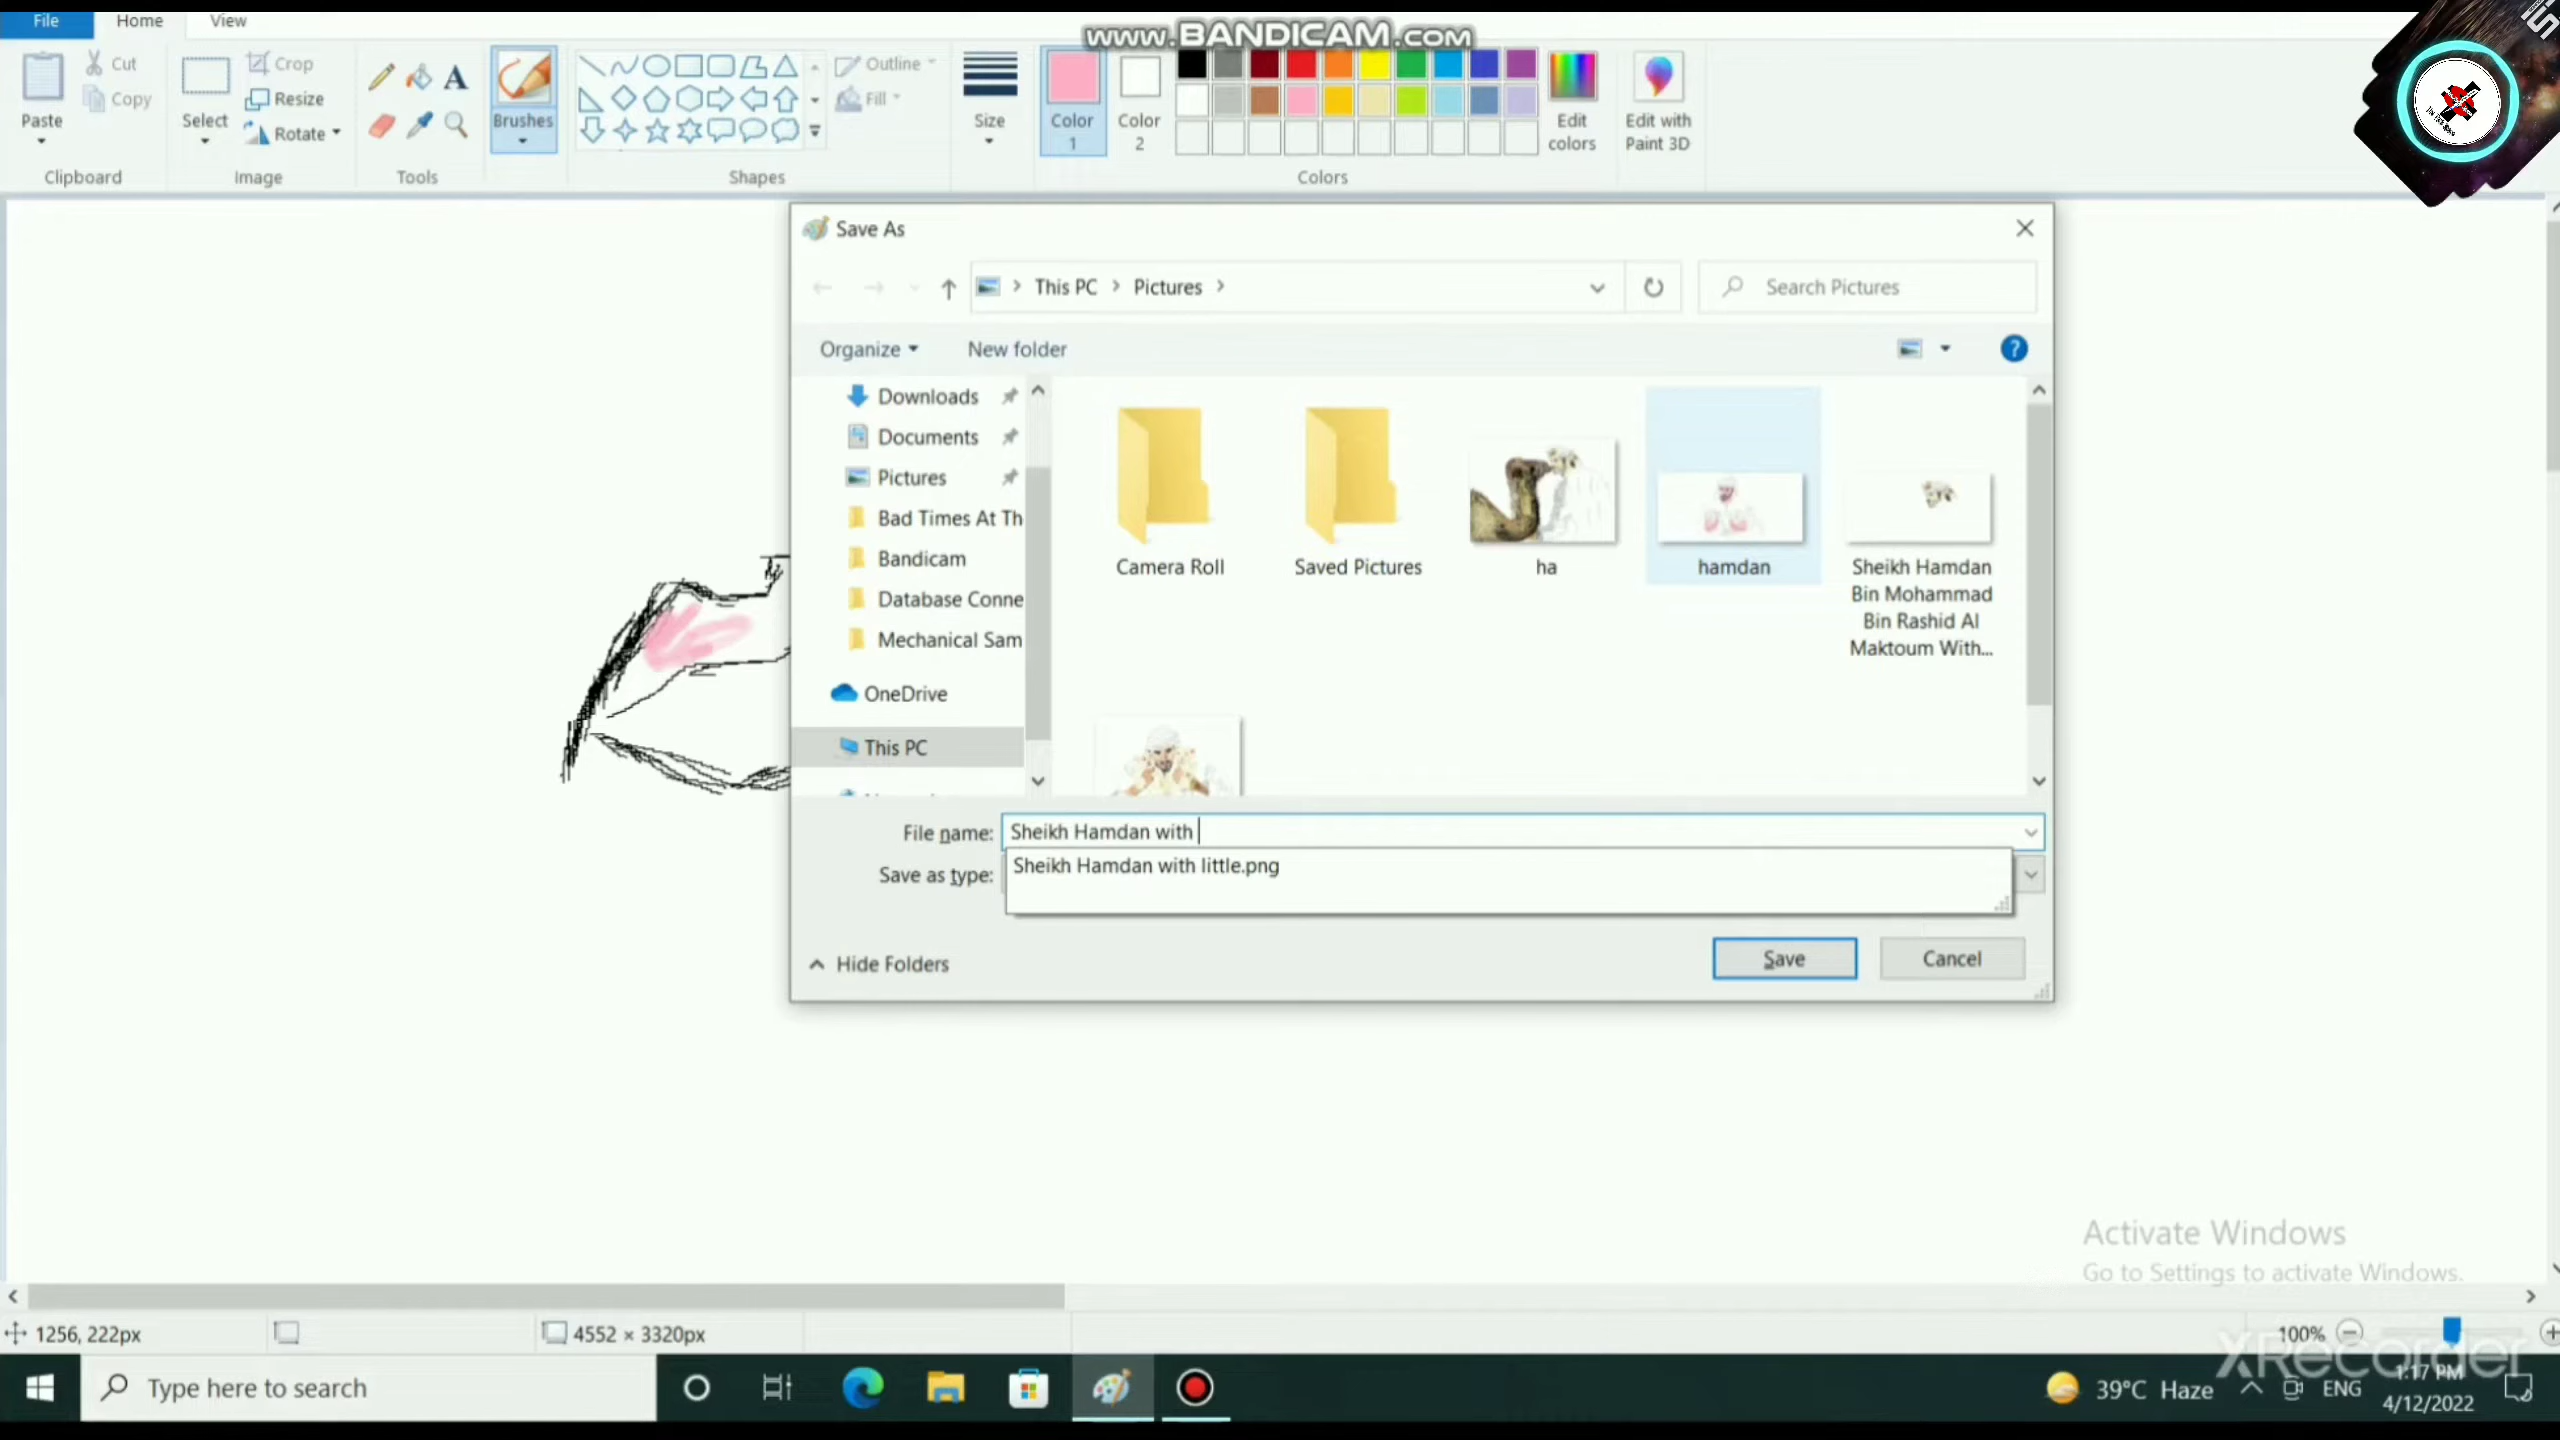 File Home View
www.BANDICAM.com
Paste
Cut
Copy
Clipboard
Select
Crop
Resize
Rotate
Image
Tools
Brushes
Shapes
Outline
Fill
Size
Color
1
Color
2
Colors
Edit
colors
Edit with
Paint 3D
Save As
This PC
Pictures
Search Pictures
Organize
New folder
Downloads
Documents
Pictures
Bad Times At Th
Bandicam
Database Conne
Mechanical Sam
OneDrive
This PC
Camera Roll
Saved Pictures
ha
hamdan
Sheikh Hamdan
Bin Mohammad
Bin Rashid Al
Maktoum With...
File name: Sheikh Hamdan with
Sheikh Hamdan with little.png
Save as type:
Hide Folders
Save
Cancel
Activate Windows
Go to Settings to activate Windows.
1256, 222px
4552 × 3320px
100%
XRecorder
Type here to search
39°C Haze
ENG
1:17 PM
4/12/2022